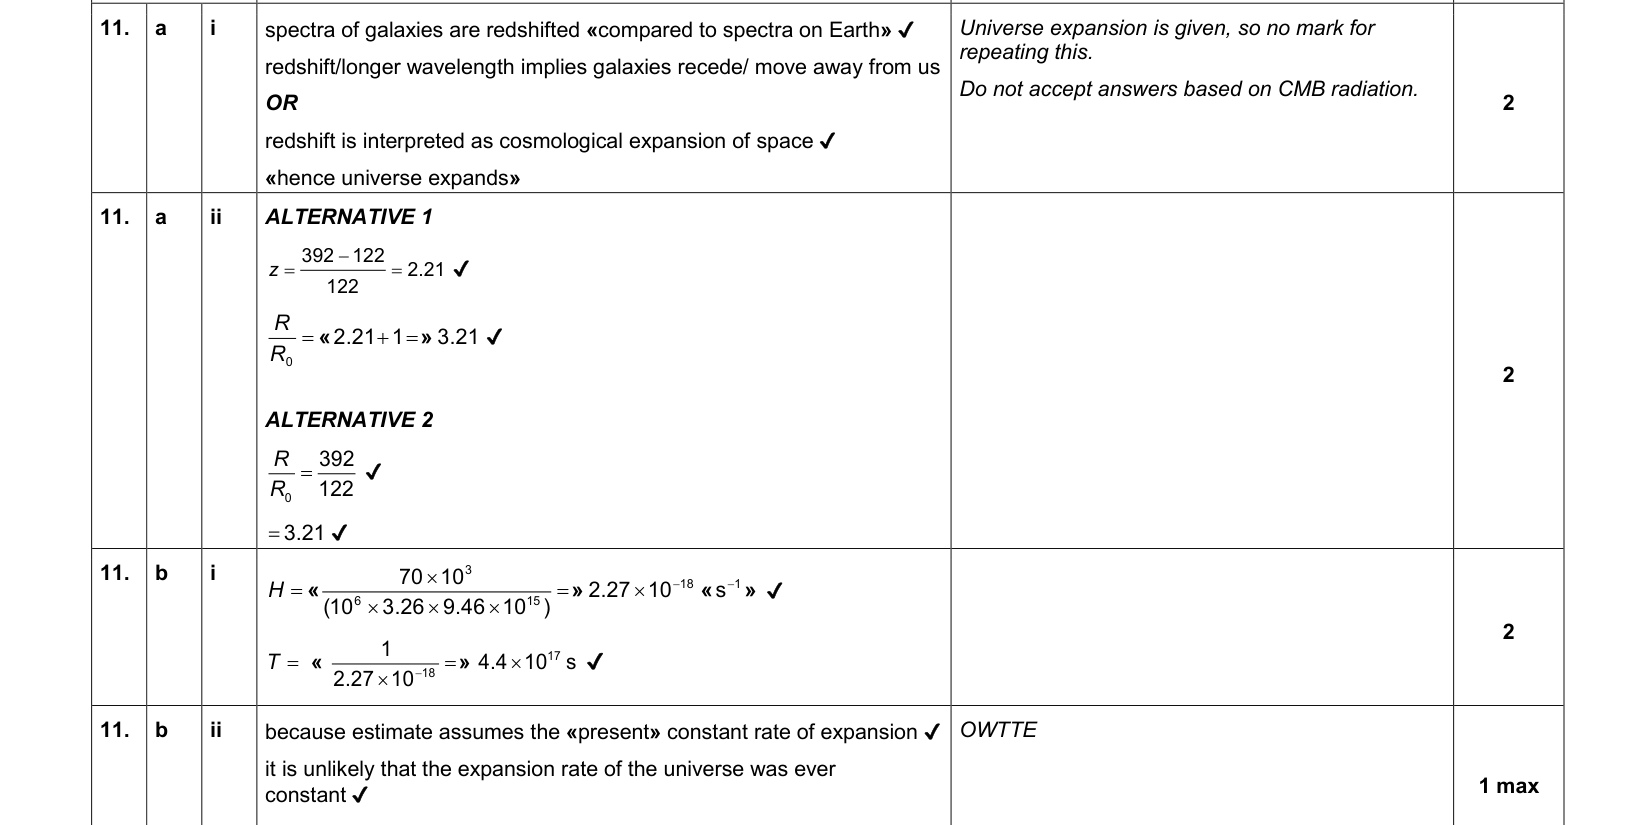 11. a i spectra of galaxies are redshifted «compared to spectra on Earth» ✓
redshift/longer wavelength implies galaxies recede/ move away from us
OR
redshift is interpreted as cosmological expansion of space ✓
«hence universe expands»
Universe expansion is given, so no mark for
repeating this.
Do not accept answers based on CMB radiation.
2
11. a ii ALTERNATIVE 1
z = (392 − 122)/122 = 2.21 ✓
R/R₀ = «2.21+1=» 3.21 ✓
ALTERNATIVE 2
R/R₀ = 392/122 ✓
= 3.21 ✓
2
11. b i H = « 70×10³/(10⁶ ×3.26×9.46×10¹⁵) =» 2.27×10⁻¹⁸ «s⁻¹» ✓
T = « 1/2.27×10⁻¹⁸ =» 4.4×10¹⁷ s ✓
2
11. b ii because estimate assumes the «present» constant rate of expansion ✓
it is unlikely that the expansion rate of the universe was ever
constant ✓
OWTTE
1 max